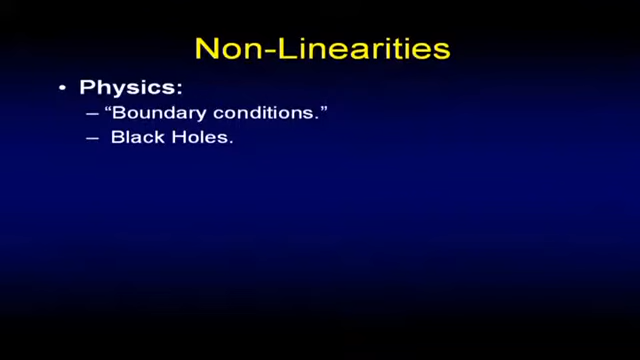 Non-Linearities
• Physics:
– “Boundary conditions.”
– Black Holes.